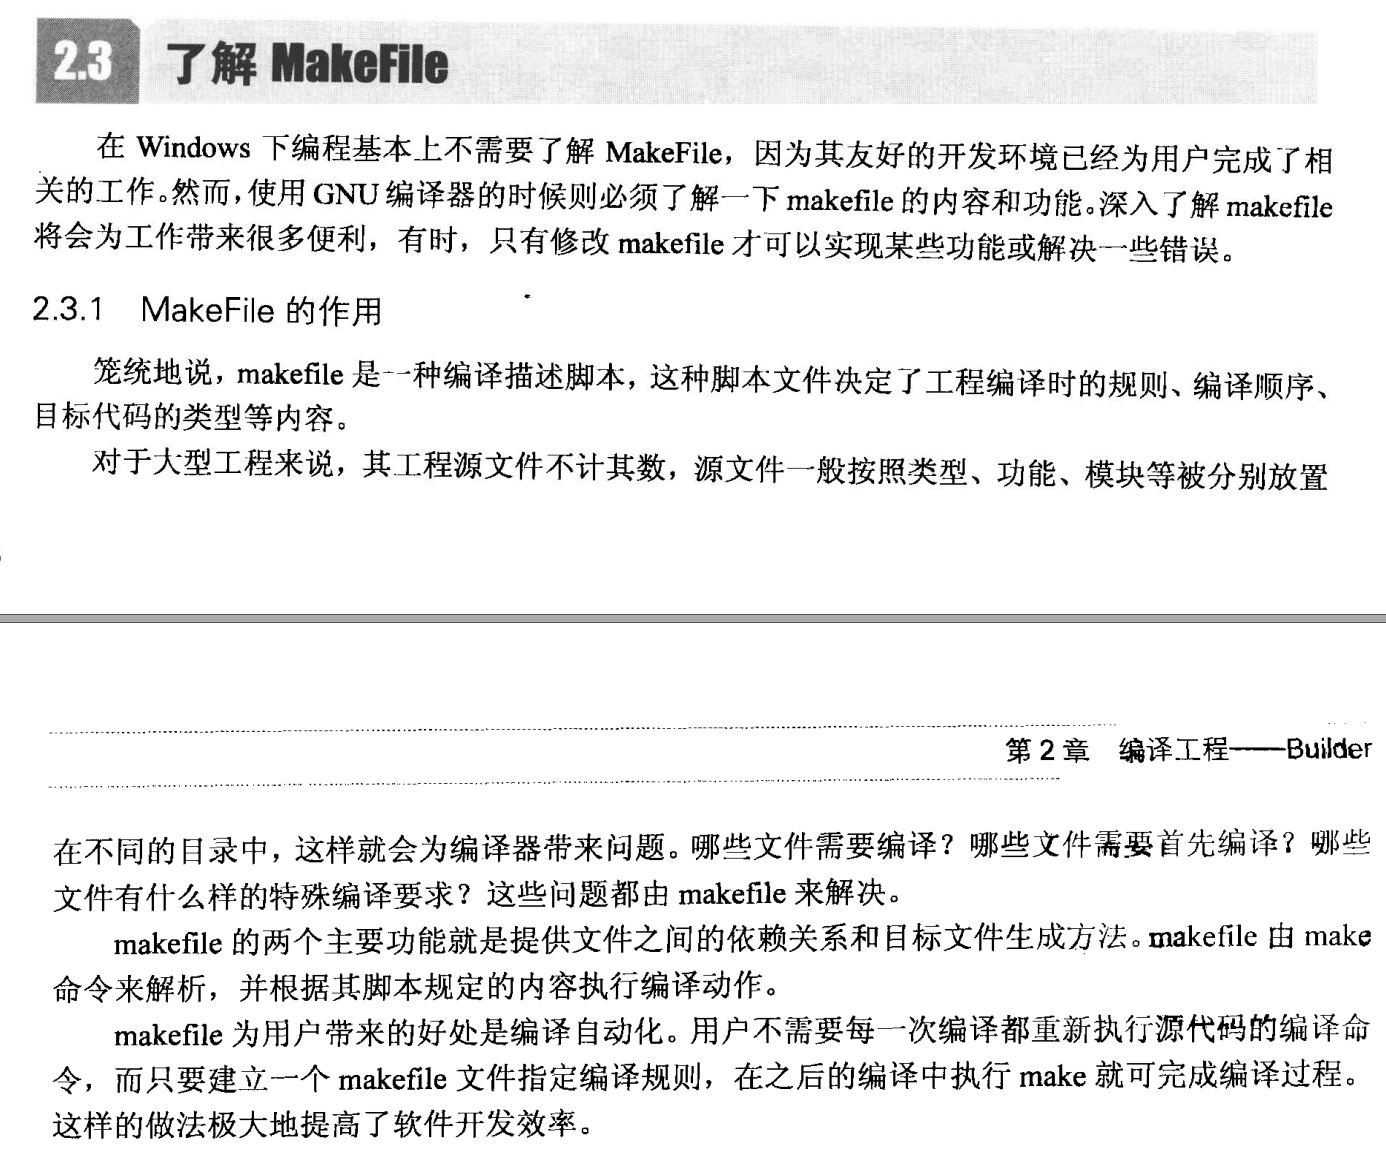 2.3 了解 MakeFile
在 Windows 下编程基本上不需要了解 MakeFile，因为其友好的开发环境已经为用户完成了相
关的工作。然而，使用 GNU 编译器的时候则必须了解一下 makefile 的内容和功能。深入了解 makefile
将会为工作带来很多便利，有时，只有修改 makefile 才可以实现某些功能或解决一些错误。
2.3.1 MakeFile 的作用
笼统地说，makefile 是一种编译描述脚本，这种脚本文件决定了工程编译时的规则、编译顺序、
目标代码的类型等内容。
对于大型工程来说，其工程源文件不计其数，源文件一般按照类型、功能、模块等被分别放置
第 2 章 编译工程——Builder
在不同的目录中，这样就会为编译器带来问题。哪些文件需要编译？哪些文件需要首先编译？哪些
文件有什么样的特殊编译要求？这些问题都由 makefile 来解决。
makefile 的两个主要功能就是提供文件之间的依赖关系和目标文件生成方法。makefile 由 make
命令来解析，并根据其脚本规定的内容执行编译动作。
makefile 为用户带来的好处是编译自动化。用户不需要每一次编译都重新执行源代码的编译命
令，而只要建立一个 makefile 文件指定编译规则，在之后的编译中执行 make 就可完成编译过程。
这样的做法极大地提高了软件开发效率。